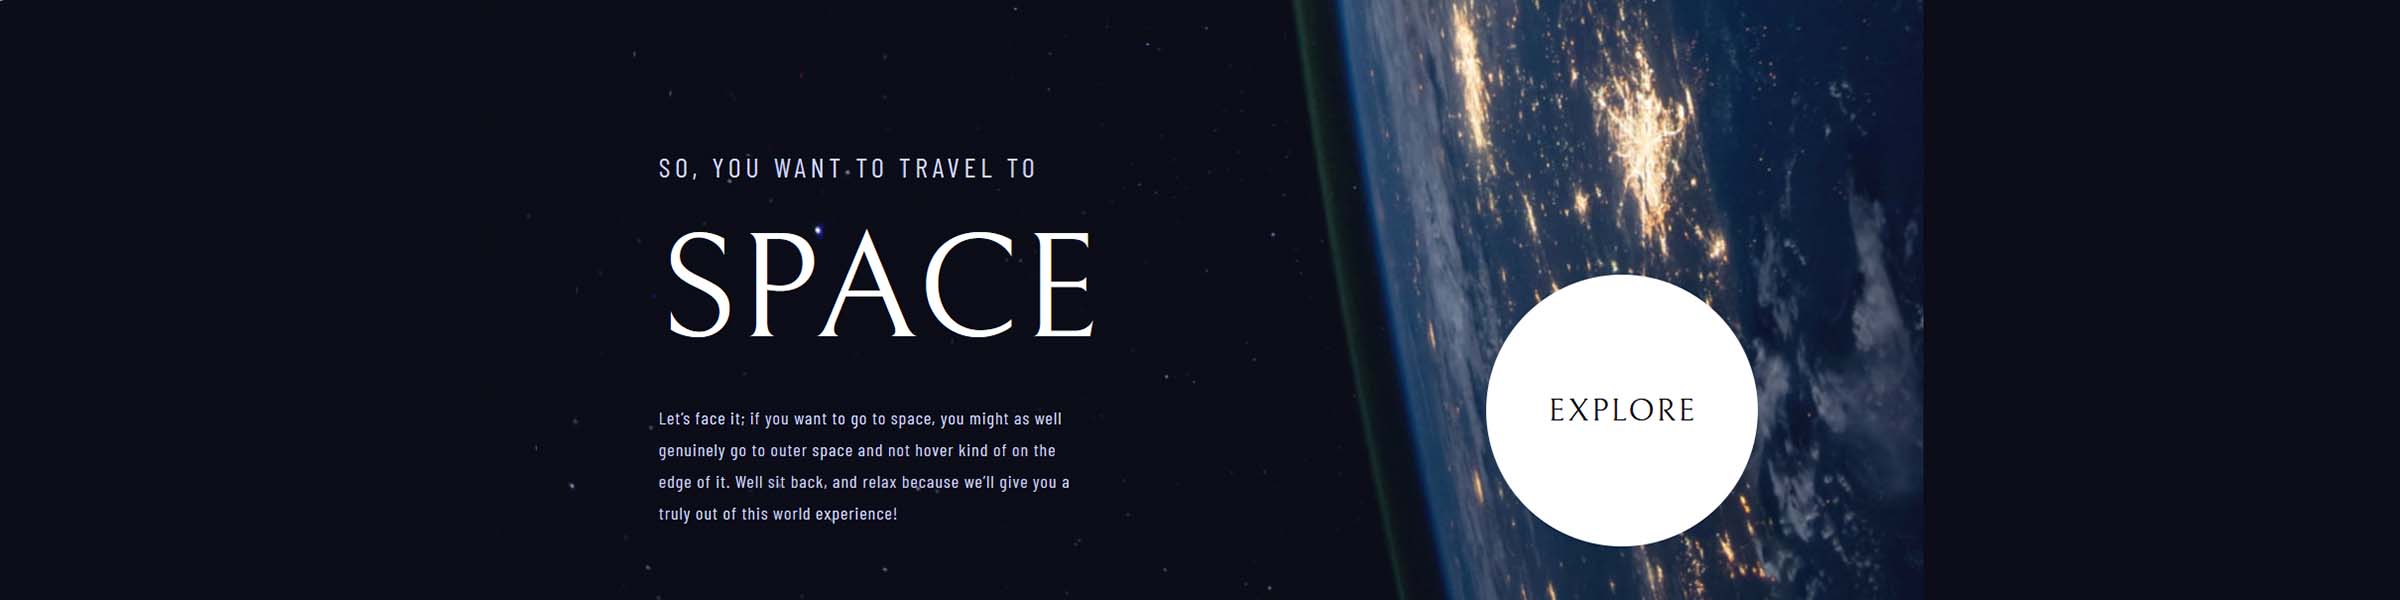 SO, YOU WANT TO TRAVEL TO
SPACE
Let’s face it; if you want to go to space, you might as well
genuinely go to outer space and not hover kind of on the
edge of it. Well sit back, and relax because we’ll give you a
truly out of this world experience!
EXPLORE